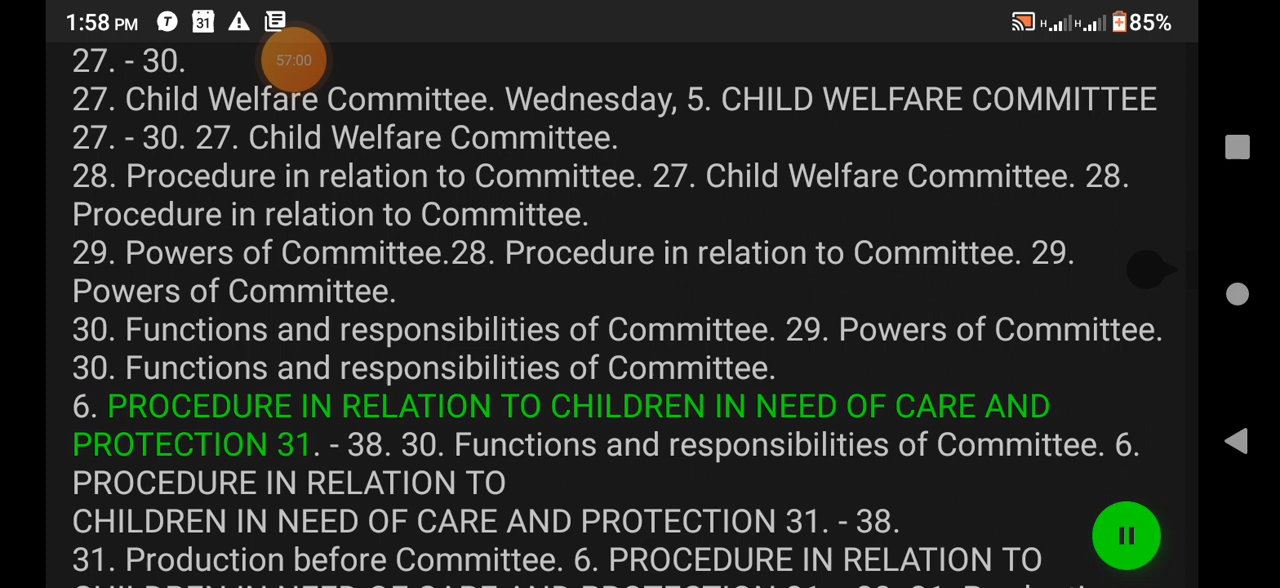 1:58 PM T 31 H H 85%
27. - 30.
57:00
27. Child Welfare Committee. Wednesday, 5. CHILD WELFARE COMMITTEE
27. - 30. 27. Child Welfare Committee.
28. Procedure in relation to Committee. 27. Child Welfare Committee. 28.
Procedure in relation to Committee.
29. Powers of Committee.28. Procedure in relation to Committee. 29.
Powers of Committee.
30. Functions and responsibilities of Committee. 29. Powers of Committee.
30. Functions and responsibilities of Committee.
6. PROCEDURE IN RELATION TO CHILDREN IN NEED OF CARE AND
PROTECTION 31. - 38. 30. Functions and responsibilities of Committee. 6.
PROCEDURE IN RELATION TO
CHILDREN IN NEED OF CARE AND PROTECTION 31. - 38.
31. Production before Committee. 6. PROCEDURE IN RELATION TO